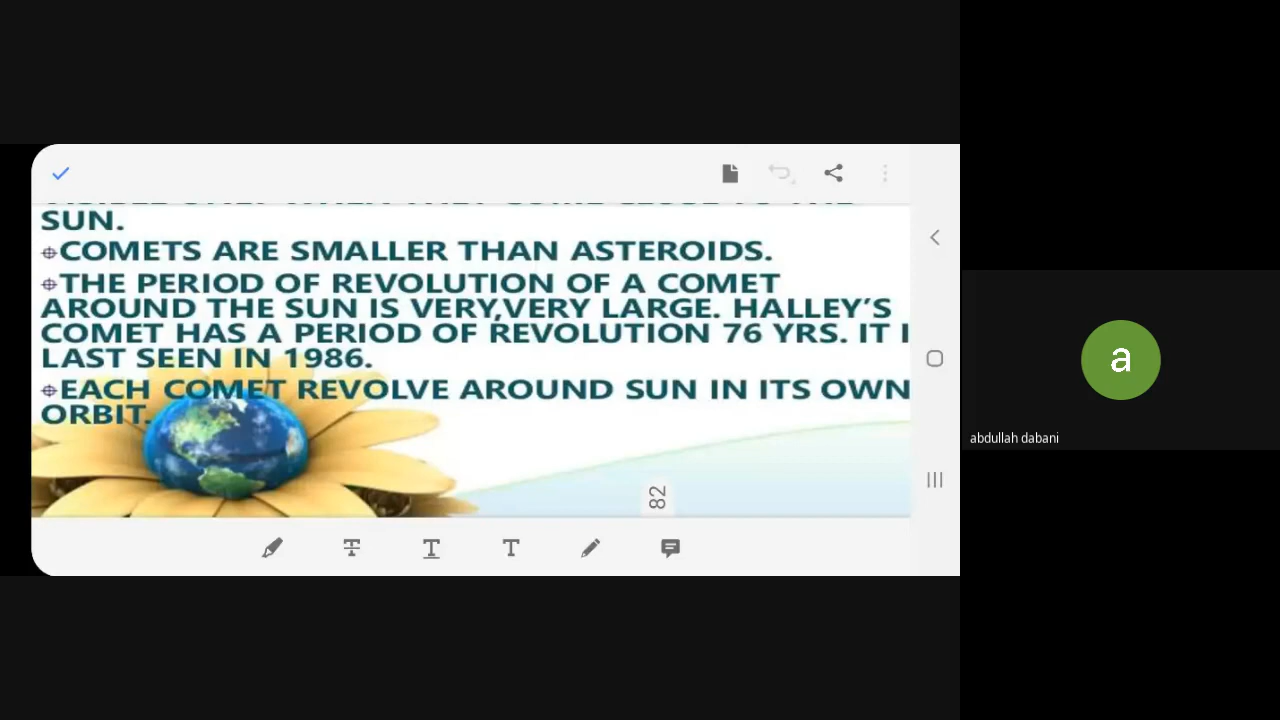 SUN.
COMETS ARE SMALLER THAN ASTEROIDS.
THE PERIOD OF REVOLUTION OF A COMET
AROUND THE SUN IS VERY,VERY LARGE. HALLEY’S
COMET HAS A PERIOD OF REVOLUTION 76 YRS. IT I
LAST SEEN IN 1986.
EACH COMET REVOLVE AROUND SUN IN ITS OWN
ORBIT.
82
a
abdullah dabani